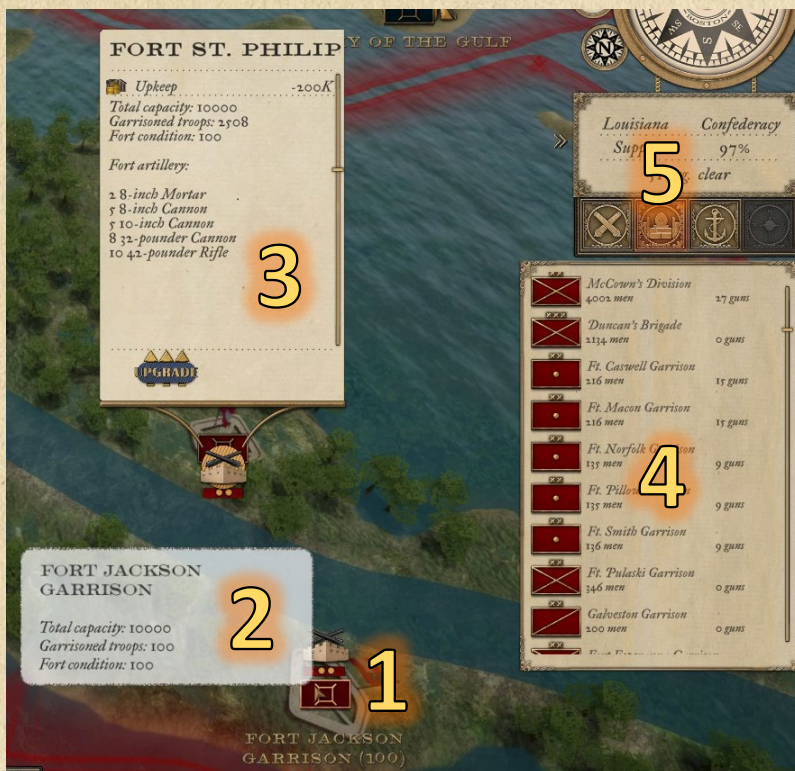 Y OF THE GULF
FORT ST. PHILIP
Upkeep -200K
Total capacity: 10000
Garrisoned troops: 2508
Fort condition: 100
Fort artillery:
2 8-inch Mortar
5 8-inch Cannon
5 10-inch Cannon
8 32-pounder Cannon
10 42-pounder Rifle
3
UPGRADE
FORT JACKSON
GARRISON
Total capacity: 10000
Garrisoned troops: 100
Fort condition: 100
2
1
FORT JACKSON
GARRISON (100)
BOSTON
SW
S
SE
N
Louisiana Confederacy
97%
clear
5
McCown's Division
4002 men 27 guns
Duncan's Brigade
2134 men 0 guns
Ft. Caswell Garrison
216 men 15 guns
Ft. Macon Garrison
216 men 15 guns
Ft. Norfolk
135 men 9 guns
Ft.
135 men 9 guns
4
Ft. Smith Garrison
136 men 9 guns
Ft. Pulaski Garrison
346 men 0 guns
Galveston Garrison
200 men 0 guns